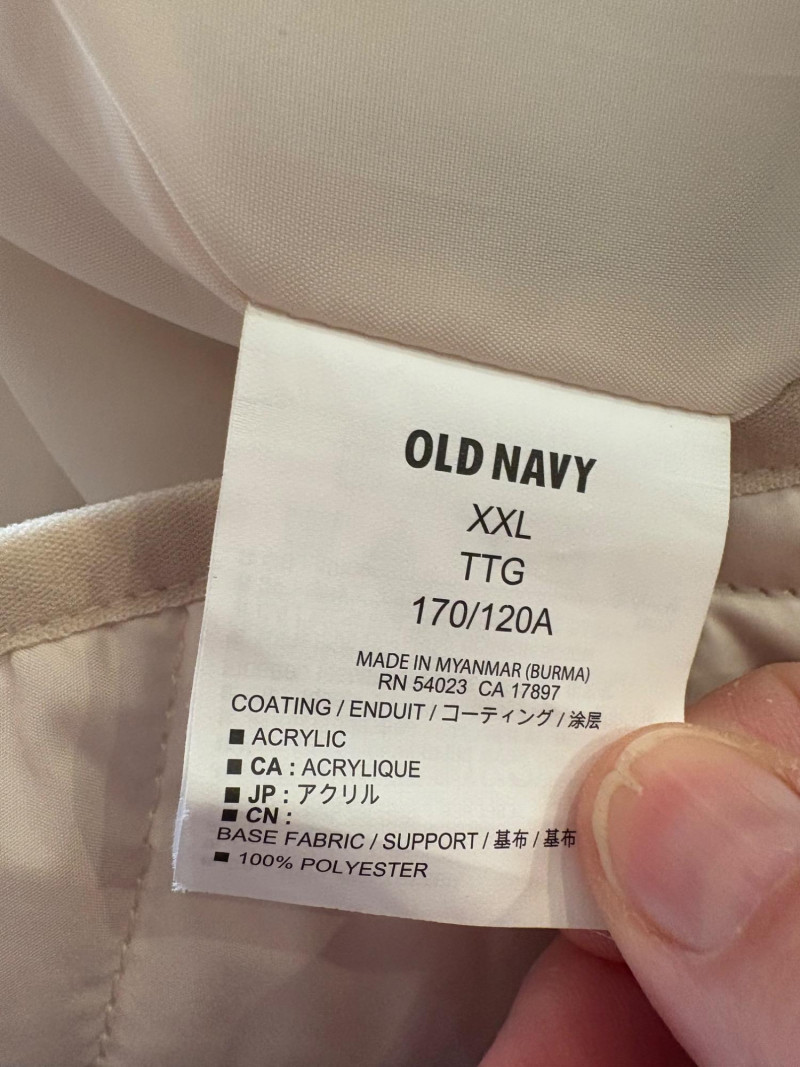 OLD NAVY
XXL
TTG
170/120A
MADE IN MYANMAR (BURMA)
RN 54023 CA 17897
COATING / ENDUIT / コーティング / 涂层
■ ACRYLIC
■ CA : ACRYLIQUE
■ JP : アクリル
■ CN :
BASE FABRIC / SUPPORT / 基布 / 基布
■ 100% POLYESTER